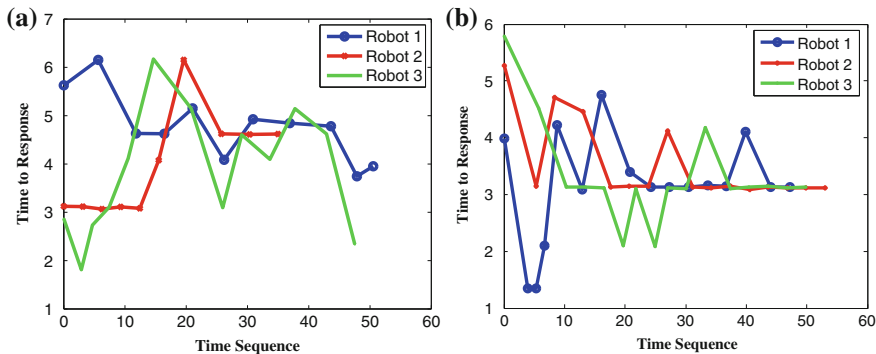 (a)
7
6
5
4
3
2
1
Time to Response
Robot 1
Robot 2
Robot 3
0 10 20 30 40 50 60
Time Sequence
(b)
6
5
4
3
2
1
Time to Response
Robot 1
Robot 2
Robot 3
0 10 20 30 40 50 60
Time Sequence